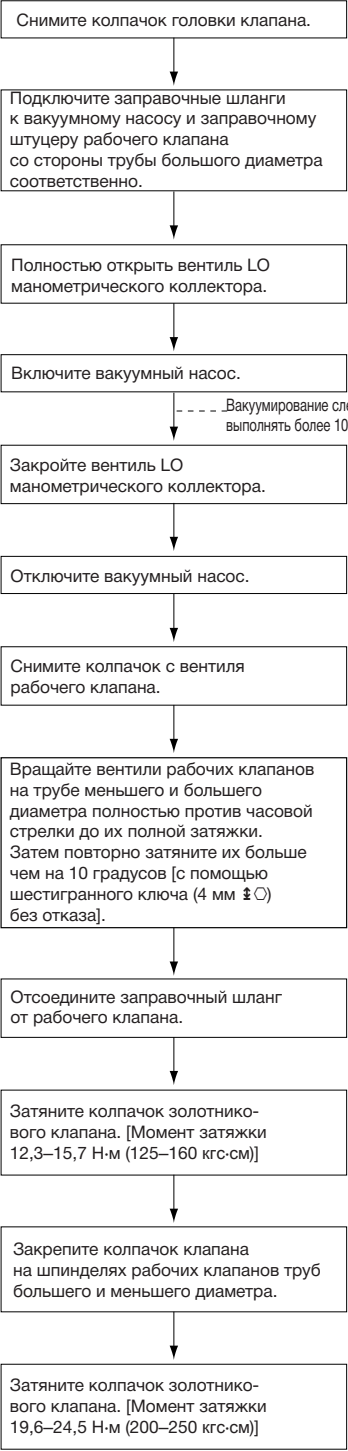 Снимите колпачок головки клапана.
Подключите заправочные шланги
к вакуумному насосу и заправочному
штуцеру рабочего клапана
со стороны трубы большого диаметра
соответственно.
Полностью открыть вентиль LO
манометрического коллектора.
Включите вакуумный насос.
Вакуумирование
выполнять более 10
Закройте вентиль LO
манометрического коллектора.
Отключите вакуумный насос.
Снимите колпачок с вентиля
рабочего клапана.
Вращайте вентили рабочих клапанов
на трубе меньшего и большего
диаметра полностью против часовой
стрелки до их полной затяжки.
Затем повторно затяните их больше
чем на 10 градусов [с помощью
шестигранного ключа (4 мм ⬡)
без отказа].
Отсоедините заправочный шланг
от рабочего клапана.
Затяните колпачок золотнико-
вого клапана. [Момент затяжки
12,3–15,7 Н·м (125–160 кгс·см)]
Закрепите колпачок клапана
на шпинделях рабочих клапанов труб
большего и меньшего диаметра.
Затяните колпачок золотнико-
вого клапана. [Момент затяжки
19,6–24,5 Н·м (200–250 кгс·см)]